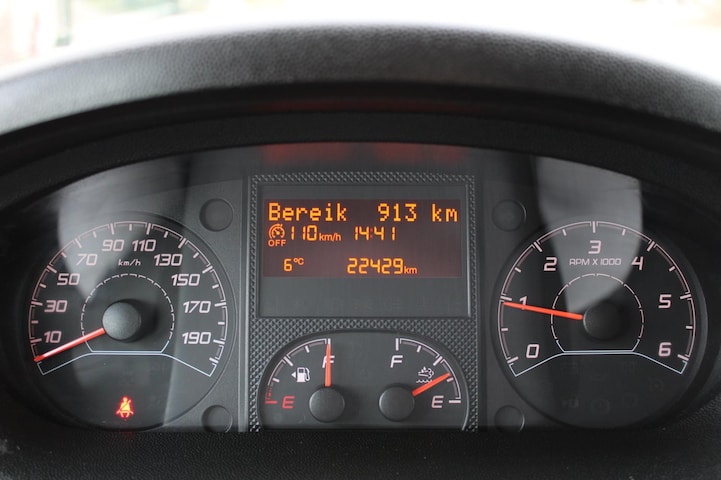 Bereik 913 km
OFF 110 km/h 14:41
6°C 22429 km
10 30 50 70 90 110 130 150 170 190
km/h
0 1 2 3 4 5 6
RPM X 1000
E F
F E